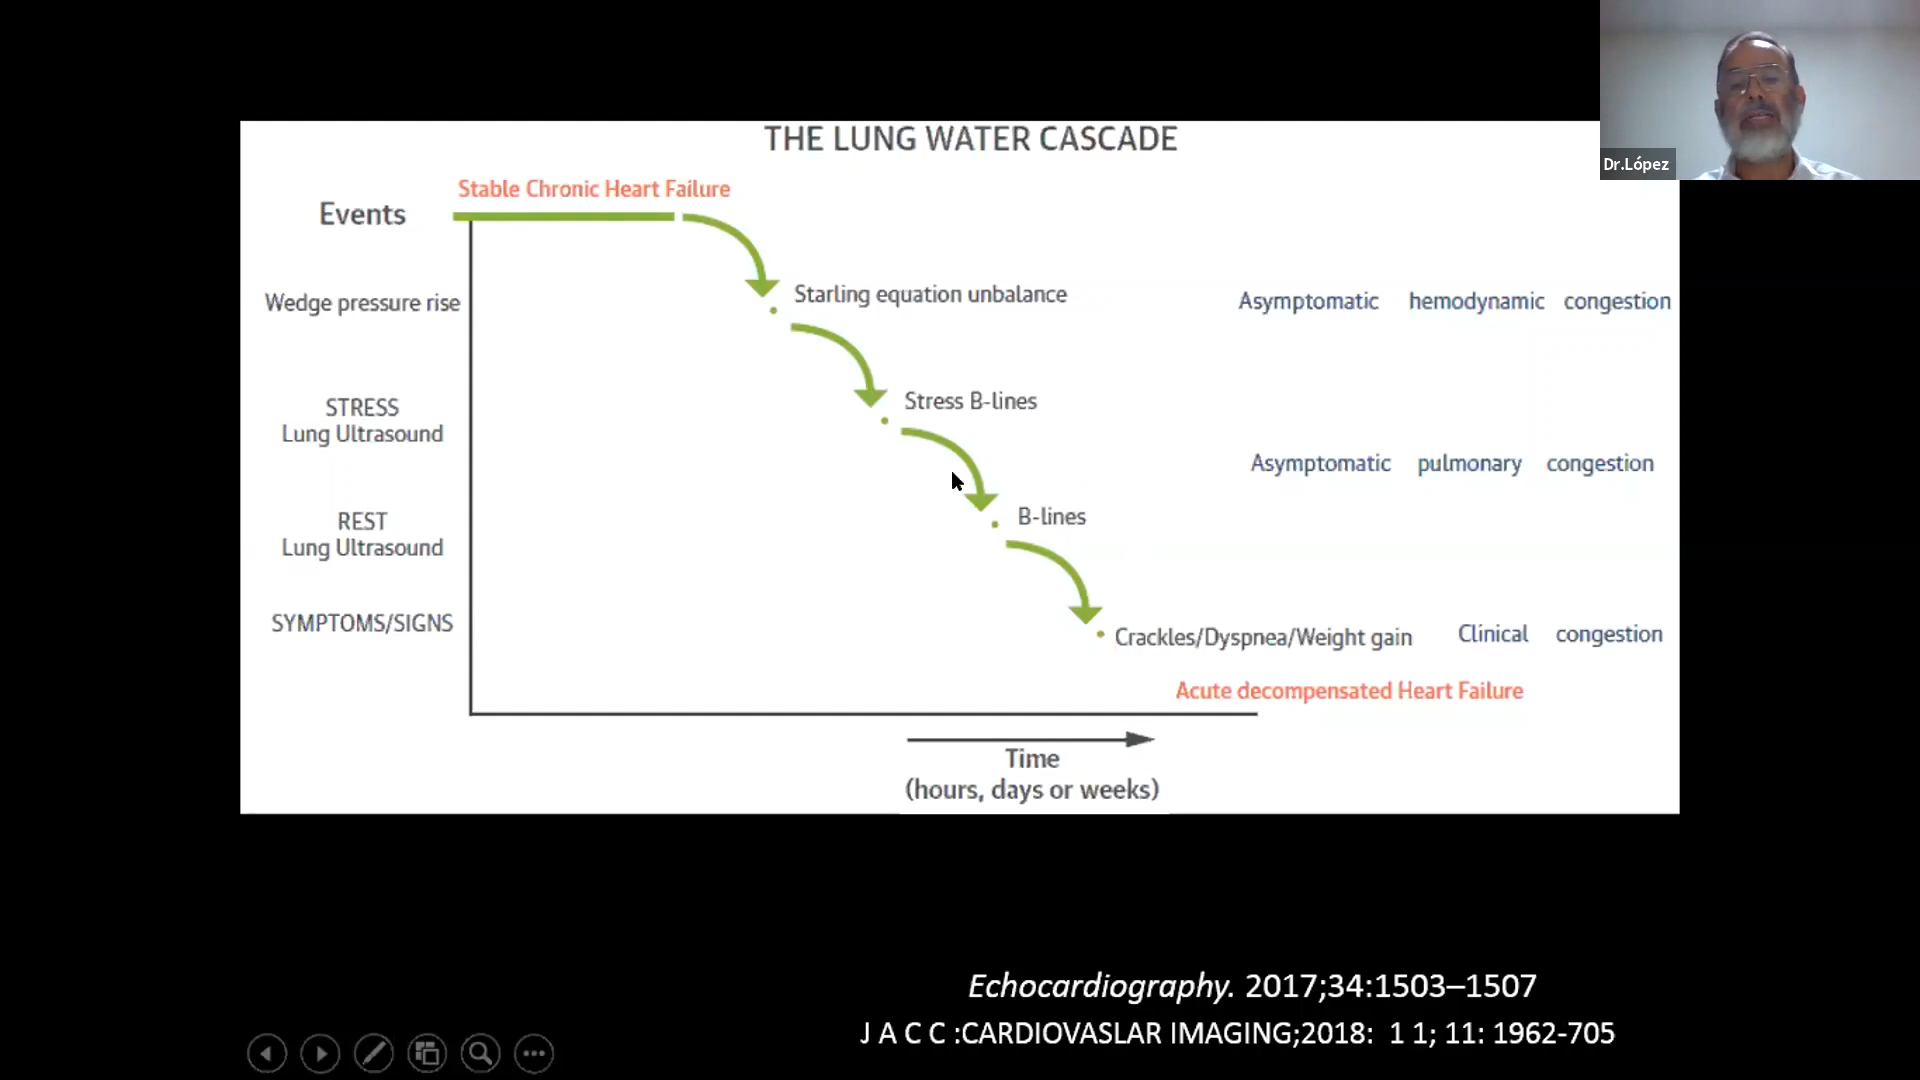 THE LUNG WATER CASCADE
Dr.López
Stable Chronic Heart Failure
Events
Wedge pressure rise
Starling equation unbalance
Asymptomatic hemodynamic congestion
STRESS
Lung Ultrasound
Stress B-lines
Asymptomatic pulmonary congestion
REST
Lung Ultrasound
B-lines
SYMPTOMS/SIGNS
Crackles/Dyspnea/Weight gain
Clinical congestion
Acute decompensated Heart Failure
Time
(hours, days or weeks)
Echocardiography. 2017;34:1503–1507
J A C C :CARDIOVASLAR IMAGING;2018: 1 1; 11: 1962-705